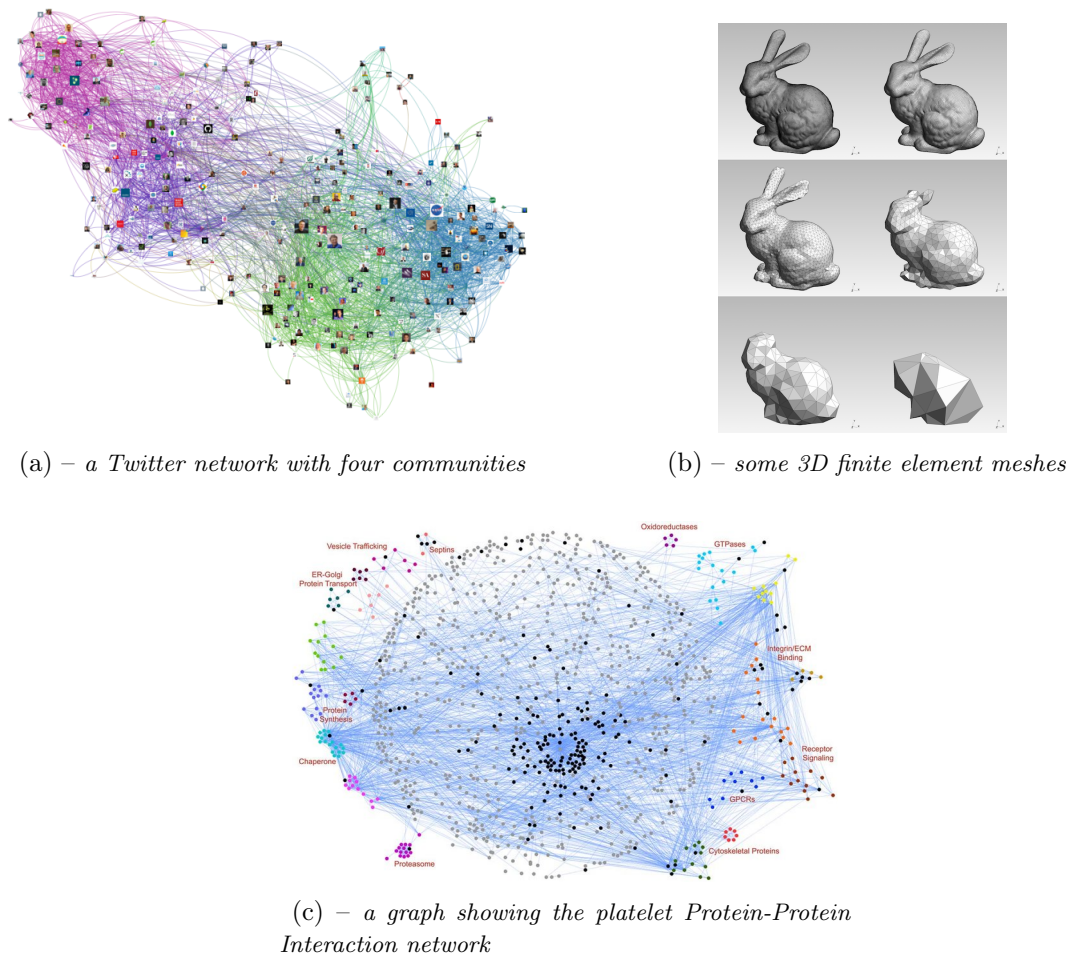 (a) – a Twitter network with four communities
(b) – some 3D finite element meshes
Oxidoreductases
Vesicle Trafficking
Septins
GTPases
ER-Golgi
Protein Transport
Integrin/ECM
Binding
Protein
Synthesis
Receptor
Signaling
Chaperone
GPCRs
Cytoskeletal Proteins
Proteasome
(c) – a graph showing the platelet Protein-Protein
Interaction network